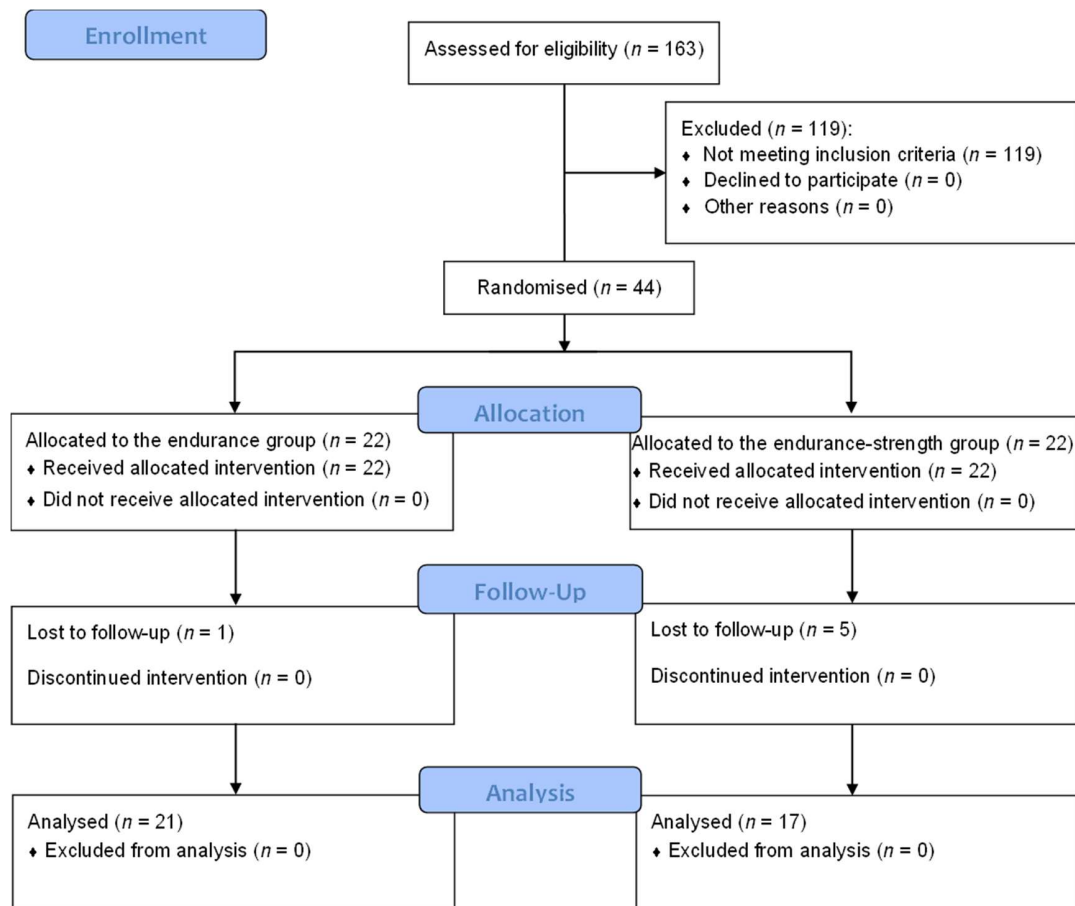 Enrollment
Assessed for eligibility (n = 163)
Excluded (n = 119):
♦ Not meeting inclusion criteria (n = 119)
♦ Declined to participate (n = 0)
♦ Other reasons (n = 0)
Randomised (n = 44)
Allocation
Allocated to the endurance group (n = 22)
♦ Received allocated intervention (n = 22)
♦ Did not receive allocated intervention (n = 0)
Allocated to the endurance-strength group (n = 22)
♦ Received allocated intervention (n = 22)
♦ Did not receive allocated intervention (n = 0)
Follow-Up
Lost to follow-up (n = 1)
Discontinued intervention (n = 0)
Lost to follow-up (n = 5)
Discontinued intervention (n = 0)
Analysis
Analysed (n = 21)
♦ Excluded from analysis (n = 0)
Analysed (n = 17)
♦ Excluded from analysis (n = 0)